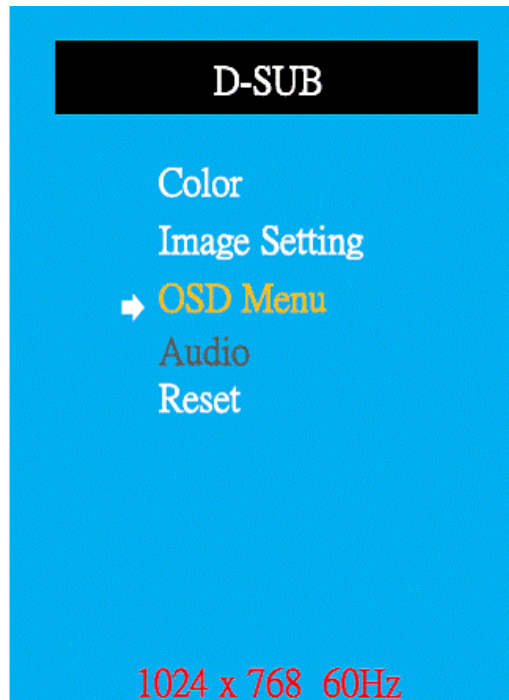 D-SUB
Color
Image Setting
OSD Menu
Audio
Reset
1024 x 768 60Hz